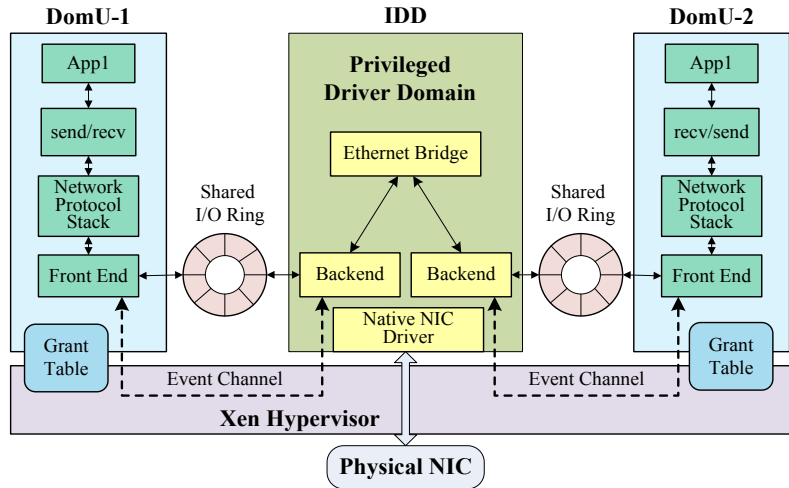 DomU-1
IDD
DomU-2
App1
send/recv
Network
Protocol
Stack
Front End
Grant
Table
Shared
I/O Ring
Privileged
Driver Domain
Ethernet Bridge
Backend
Backend
Native NIC
Driver
Shared
I/O Ring
App1
recv/send
Network
Protocol
Stack
Front End
Grant
Table
Event Channel
Event Channel
Xen Hypervisor
Physical NIC